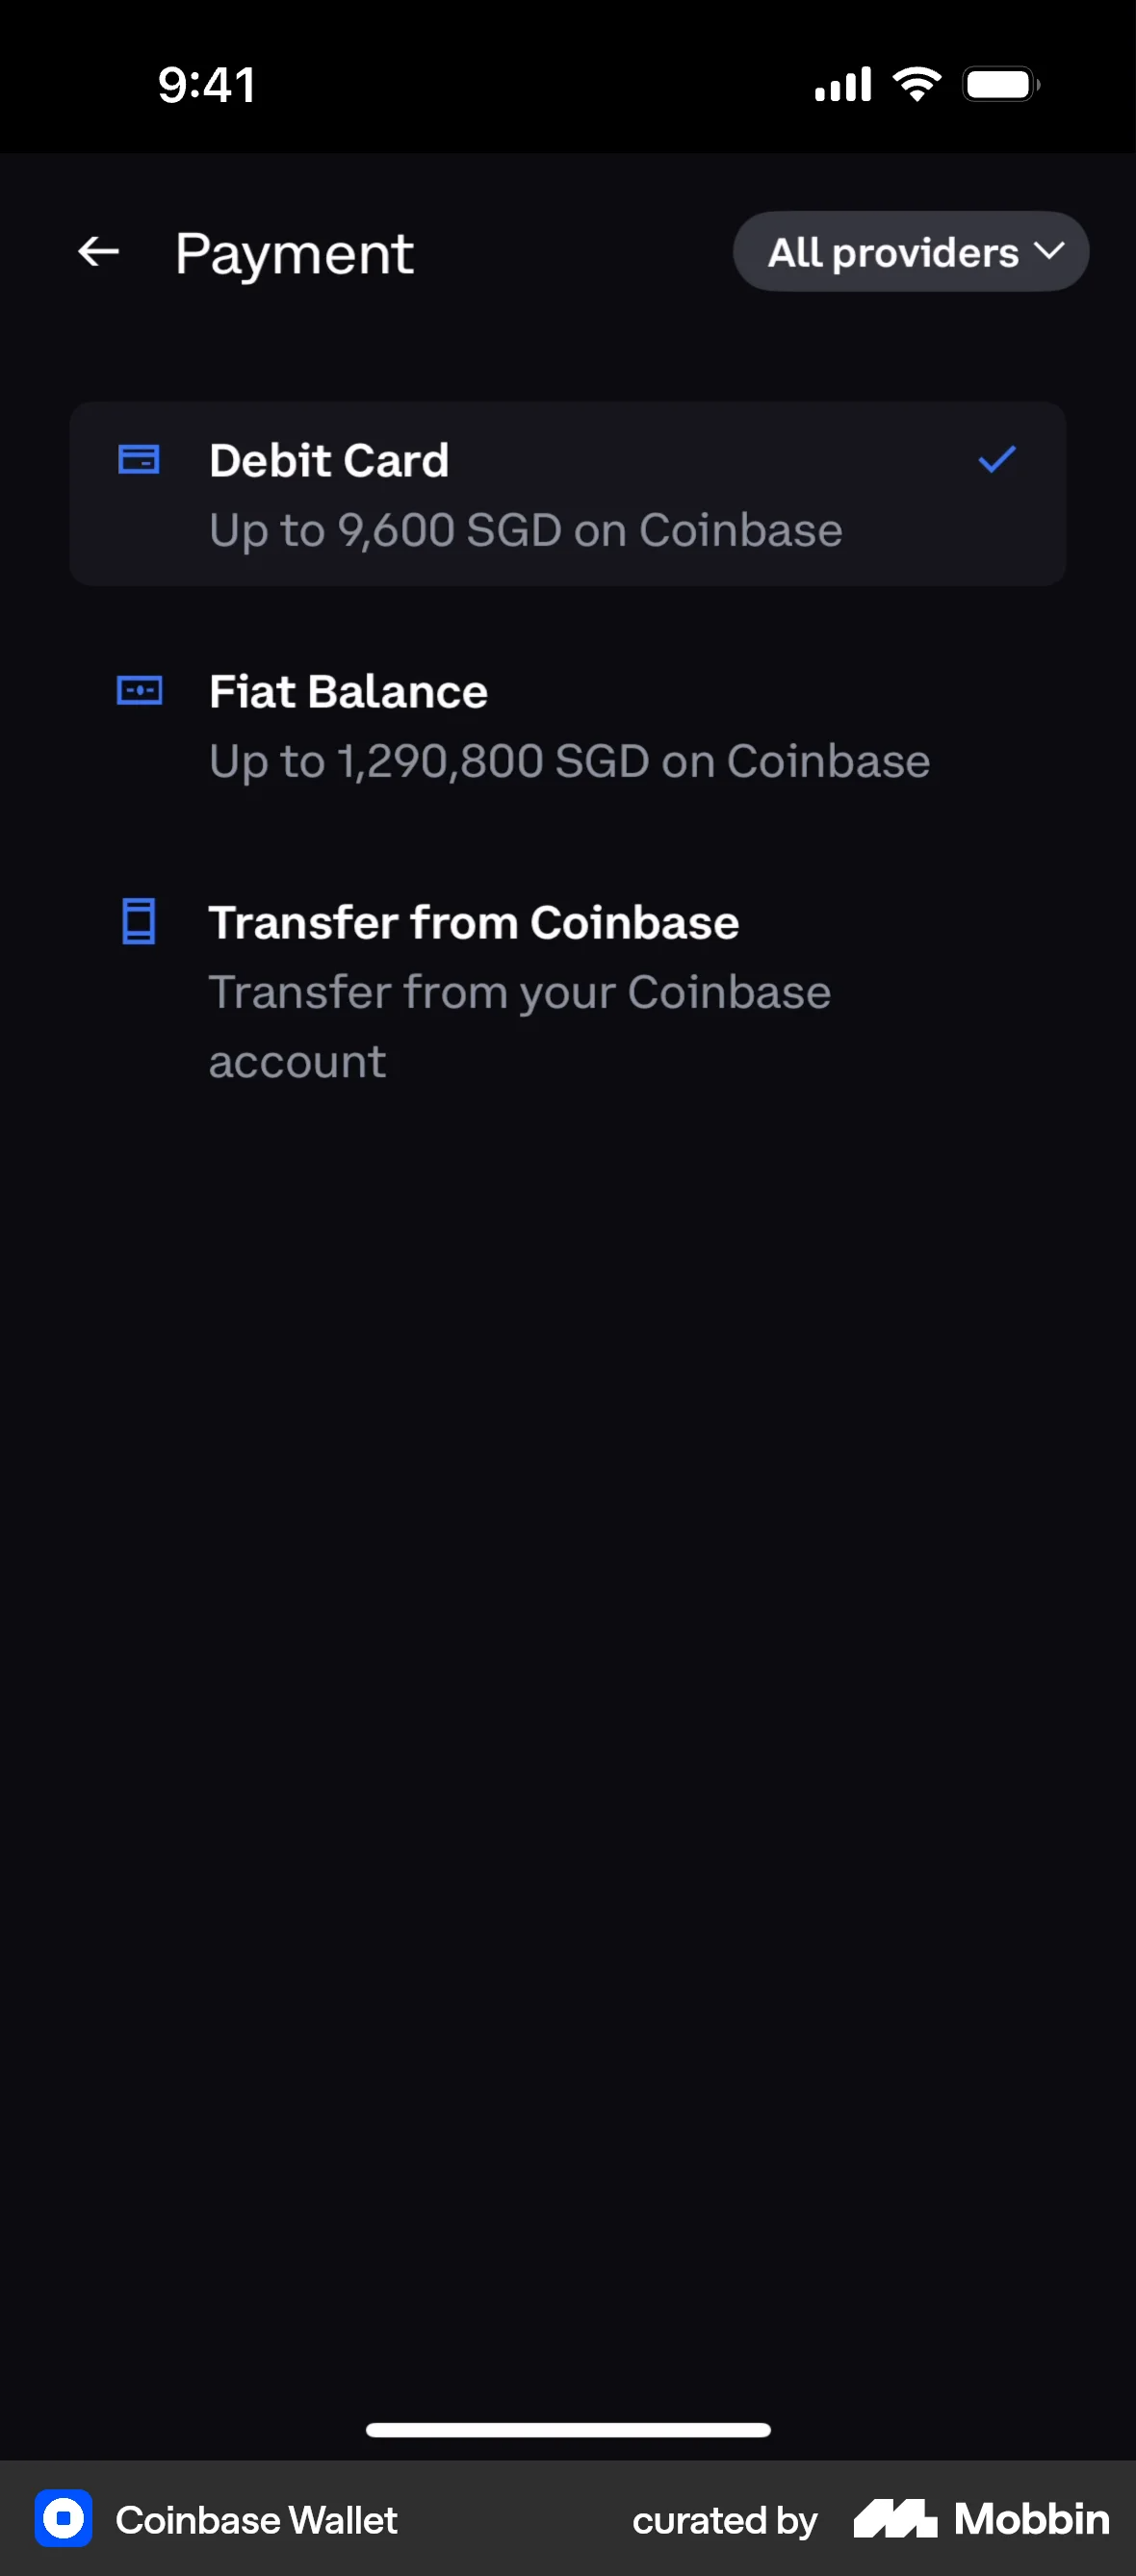 9:41
Payment
All providers
Debit Card
Up to 9,600 SGD on Coinbase
Fiat Balance
Up to 1,290,800 SGD on Coinbase
Transfer from Coinbase
Transfer from your Coinbase
account
Coinbase Wallet
curated by Mobbin